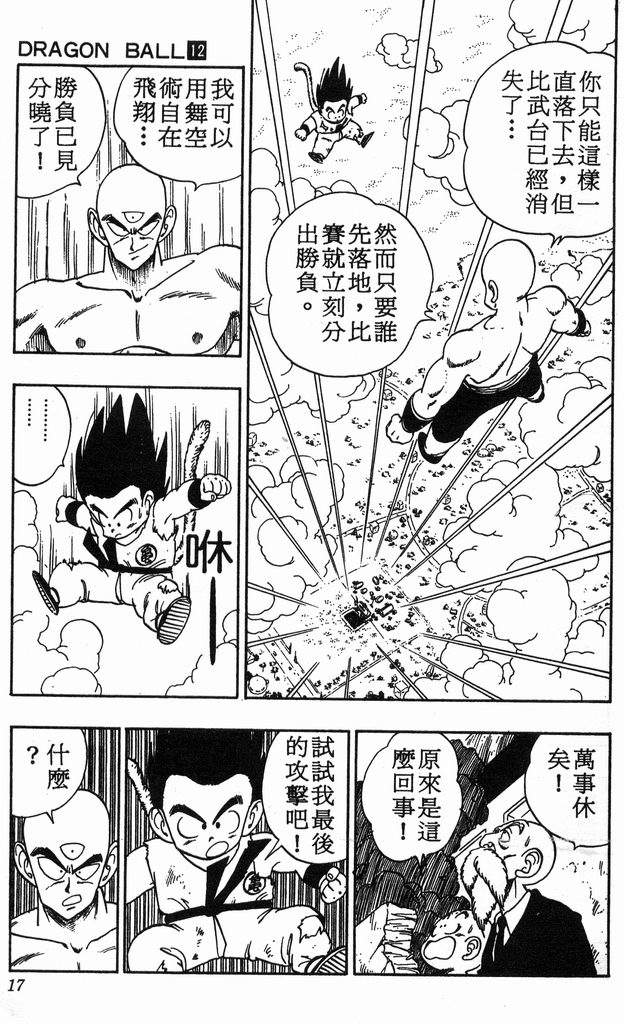 DRAGON BALL 12
你只能這樣一
直落下去，但
比武台已經消
失了…
然而只要誰
先落地，比
賽就立刻分
出勝負。
我可以
用舞空
術自在
飛翔…
勝負已見
分曉了！
……
……
咻—
萬事休
矣！
原來是這
麼回事！
試試我最後
的攻擊吧！
什麼
？
17